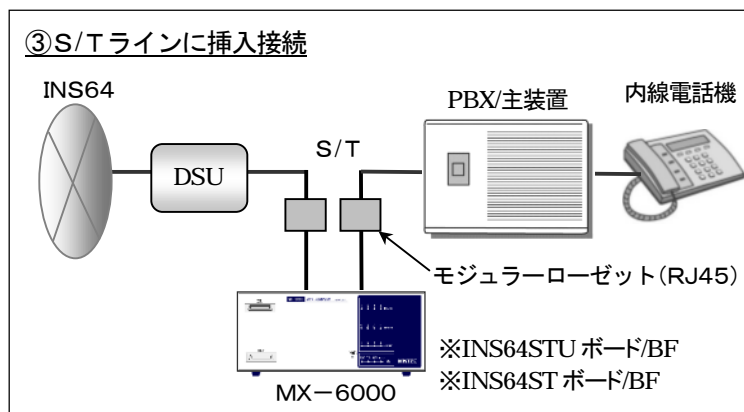 ③S/Tラインに挿入接続
INS64
PBX/主装置
内線電話機
S/T
DSU
モジュラーローゼット(RJ45)
※INS64STU ボード/BF
※INS64ST ボード/BF
MX－6000